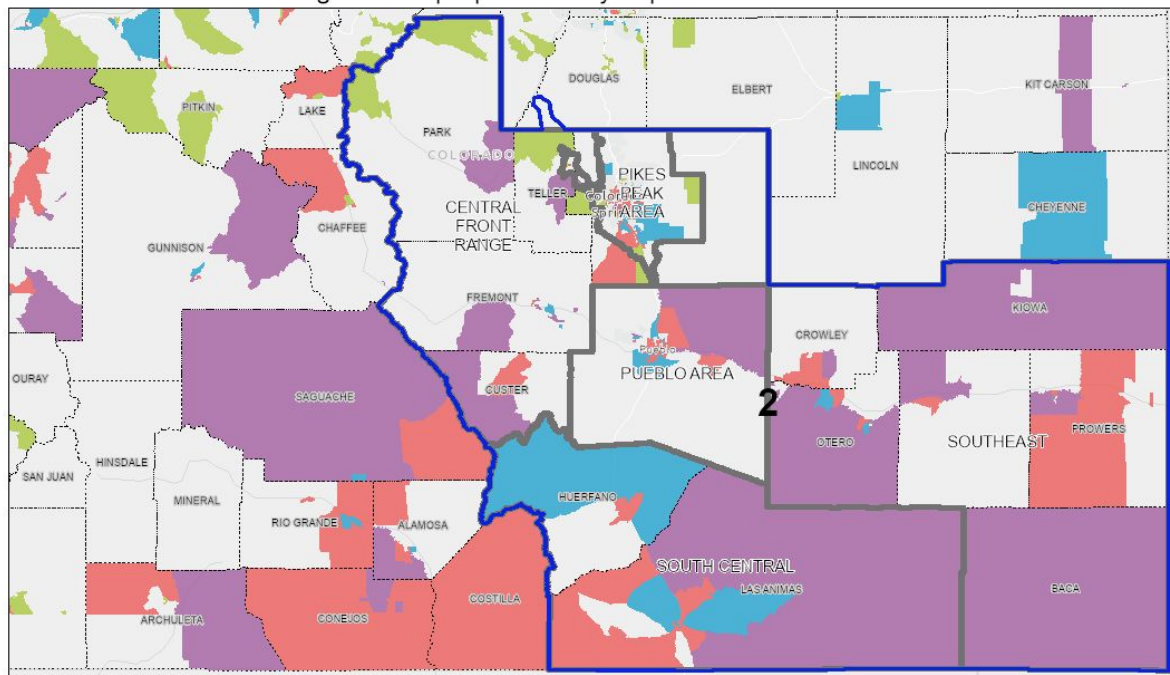 DOUGLAS
ELBERT
KIT CARSON
PITKIN
LAKE
PARK
COLORADO
LINCOLN
TELLER
PIKES
PEAK
AREA
Colorado
Springs
CHEYENNE
CENTRAL
FRONT
RANGE
CHAFFEE
GUNNISON
FREMONT
KIOWA
CROWLEY
Pueblo
PUEBLO AREA
OURAY
CUSTER
SAGUACHE
2
PROWERS
OTERO
SOUTHEAST
HINSDALE
SAN JUAN
MINERAL
HUERFANO
RIO GRANDE
ALAMOSA
SOUTH CENTRAL
LAS ANIMAS
BACA
COSTILLA
ARCHULETA
CONEJOS